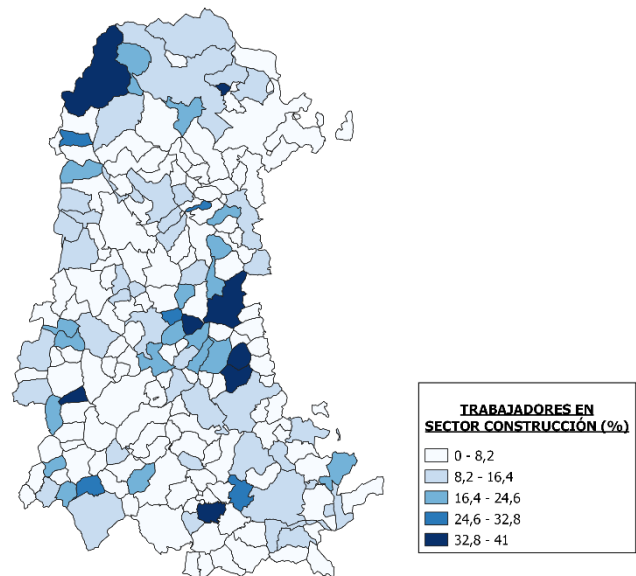 TRABAJADORES EN
SECTOR CONSTRUCCIÓN (%)
0 - 8,2
8,2 - 16,4
16,4 - 24,6
24,6 - 32,8
32,8 - 41